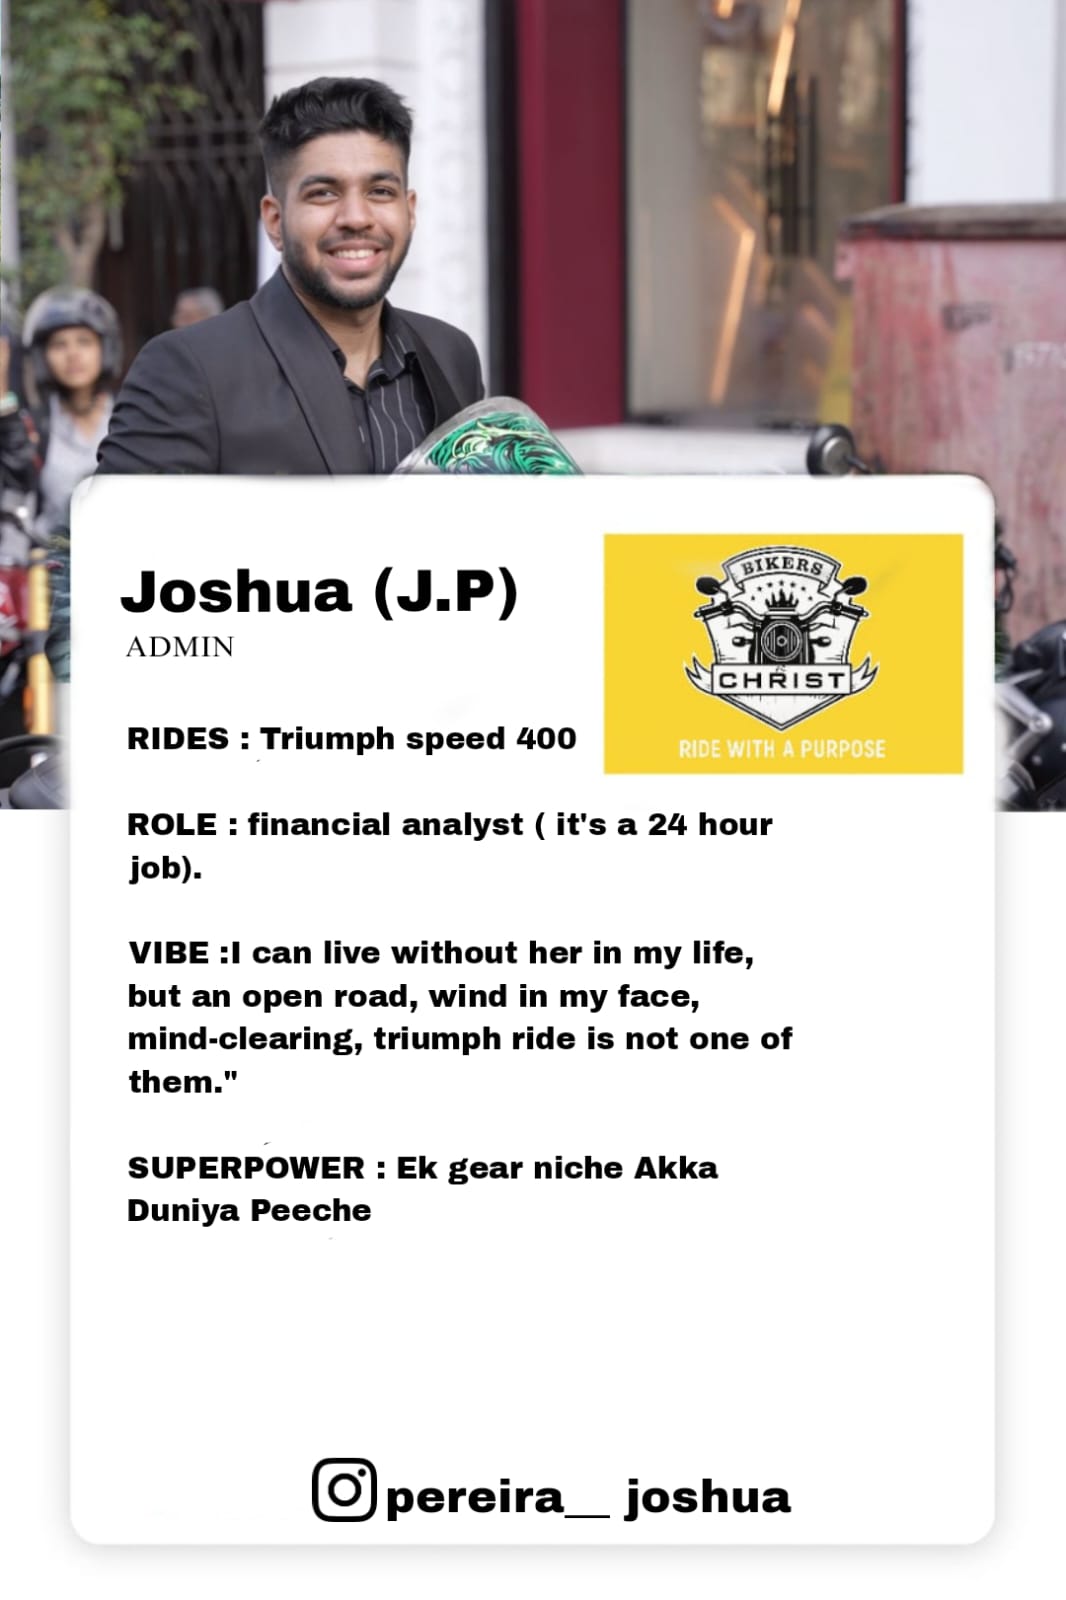 Joshua (J.P)
ADMIN
BIKERS
CHRIST
RIDE WITH A PURPOSE
RIDES : Triumph speed 400
ROLE : financial analyst ( it's a 24 hour
job).
VIBE :I can live without her in my life,
but an open road, wind in my face,
mind-clearing, triumph ride is not one of
them."
SUPERPOWER : Ek gear niche Akka
Duniya Peeche
pereira__ joshua